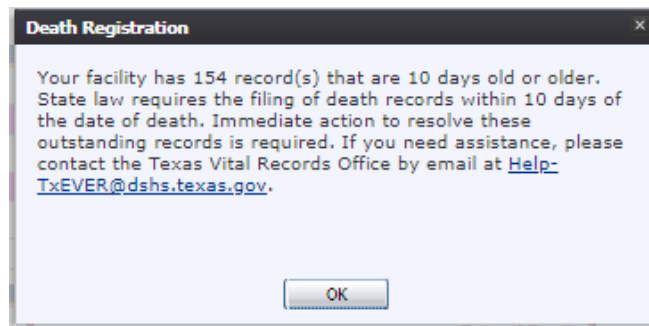 Death Registration
×
Your facility has 154 record(s) that are 10 days old or older.
State law requires the filing of death records within 10 days of
the date of death. Immediate action to resolve these
outstanding records is required. If you need assistance, please
contact the Texas Vital Records Office by email at Help-
TxEVER@dshs.texas.gov.
OK